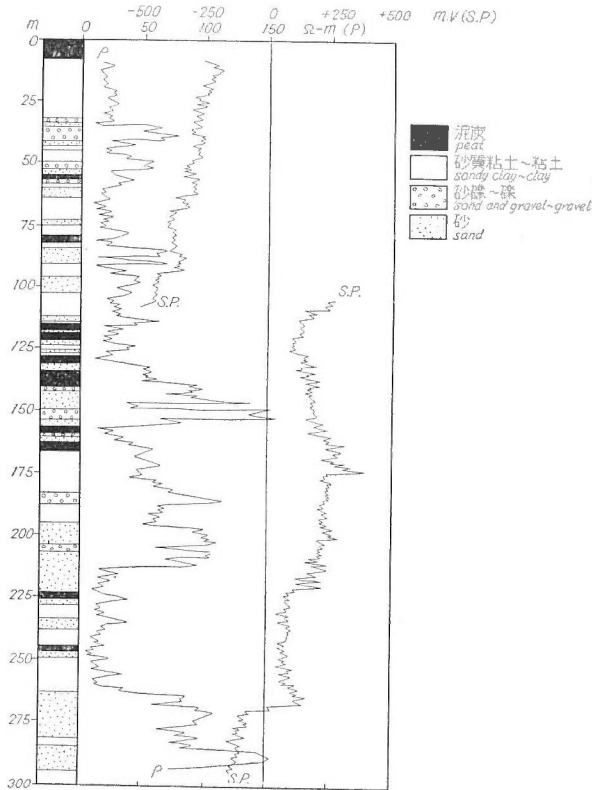 -500 -250 0 +250 +500 m.V (S.P.)
m 0 50 100 150 Ω-m (P)
0
25
50
75
100
125
150
175
200
225
250
275
300
P
S.P.
S.P.
P
S.P.
泥炭
peat
砂質粘土~粘土
sandy clay~clay
砂礫~礫
sand and gravel~gravel
砂
sand